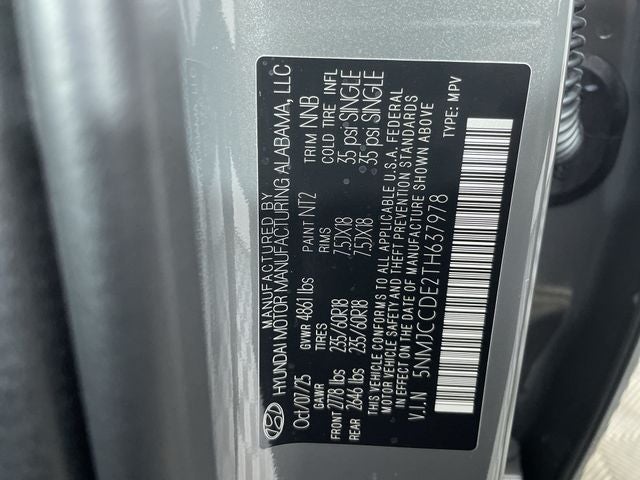 MANUFACTURED BY
HYUNDAI MOTOR MANUFACTURING ALABAMA, LLC
Oct/07/25 GVWR 4861 lbs PAINT NT2 TRIM NNB
GAWR TIRES RIMS COLD TIRE INFL
FRONT 2778 lbs 235/60R18 7.5JX18 35 psi SINGLE
REAR 2646 lbs 235/60R18 7.5JX18 35 psi SINGLE
THIS VEHICLE CONFORMS TO ALL APPLICABLE U.S.A. FEDERAL
MOTOR VEHICLE SAFETY AND THEFT PREVENTION STANDARDS
IN EFFECT ON THE DATE OF MANUFACTURE SHOWN ABOVE
V.I.N 5NMJCCDE2TH637978 TYPE: MPV